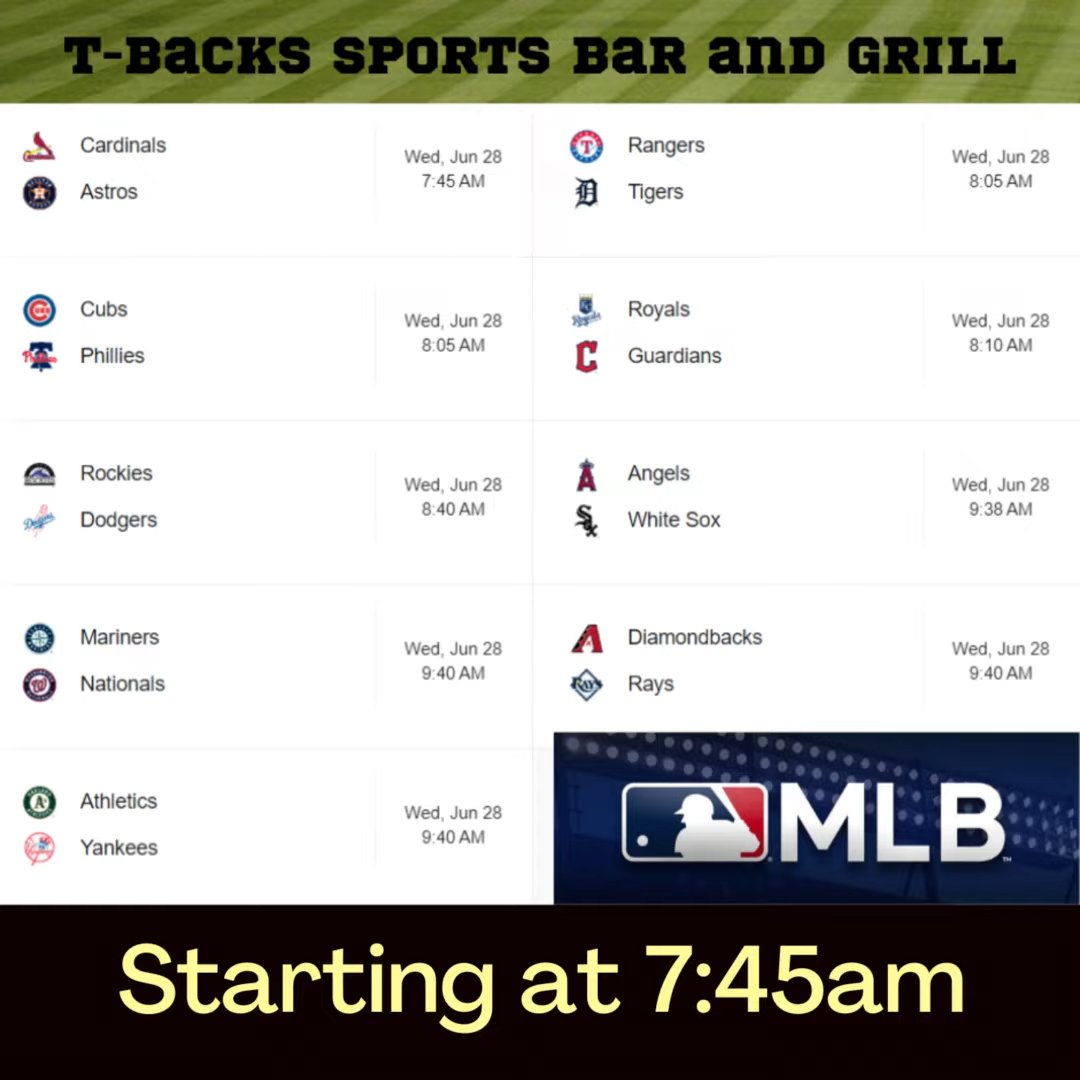 T-BACKS SPORTS BAR AND GRILL
Cardinals
Astros
Wed, Jun 28
7:45 AM
Rangers
Tigers
Wed, Jun 28
8:05 AM
Cubs
Phillies
Wed, Jun 28
8:05 AM
Royals
Guardians
Wed, Jun 28
8:10 AM
Rockies
Dodgers
Wed, Jun 28
8:40 AM
Angels
White Sox
Wed, Jun 28
9:38 AM
Mariners
Nationals
Wed, Jun 28
9:40 AM
Diamondbacks
Rays
Wed, Jun 28
9:40 AM
Athletics
Yankees
Wed, Jun 28
9:40 AM
MLB
Starting at 7:45am